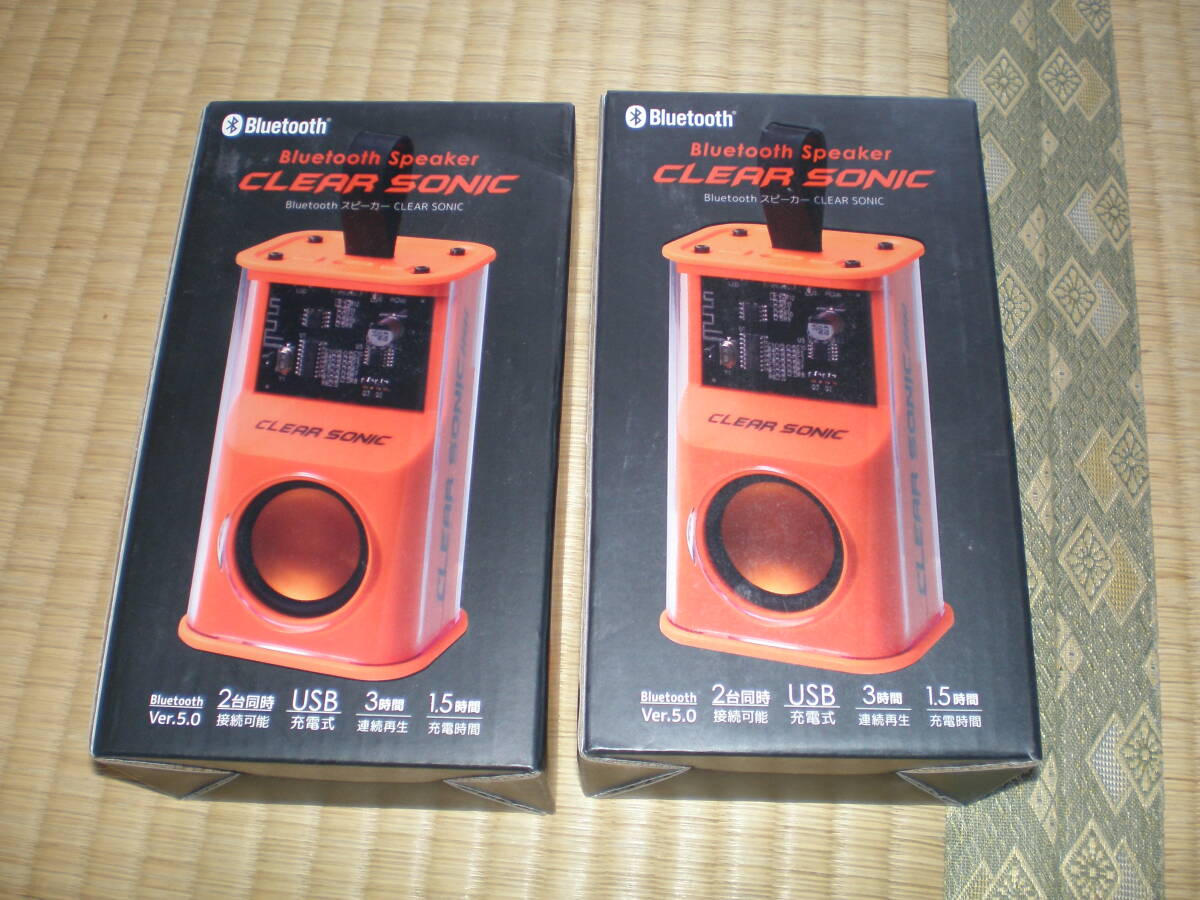 Bluetooth®
Bluetooth Speaker
CLEAR SONIC
Bluetooth スピーカー CLEAR SONIC
CLEAR SONIC
CLEAR SONIC
Bluetooth Ver.5.0
2台同時 接続可能
USB 充電式
3時間 連続再生
1.5時間 充電時間
Bluetooth®
Bluetooth Speaker
CLEAR SONIC
Bluetooth スピーカー CLEAR SONIC
CLEAR SONIC
CLEAR SONIC
Bluetooth Ver.5.0
2台同時 接続可能
USB 充電式
3時間 連続再生
1.5時間 充電時間